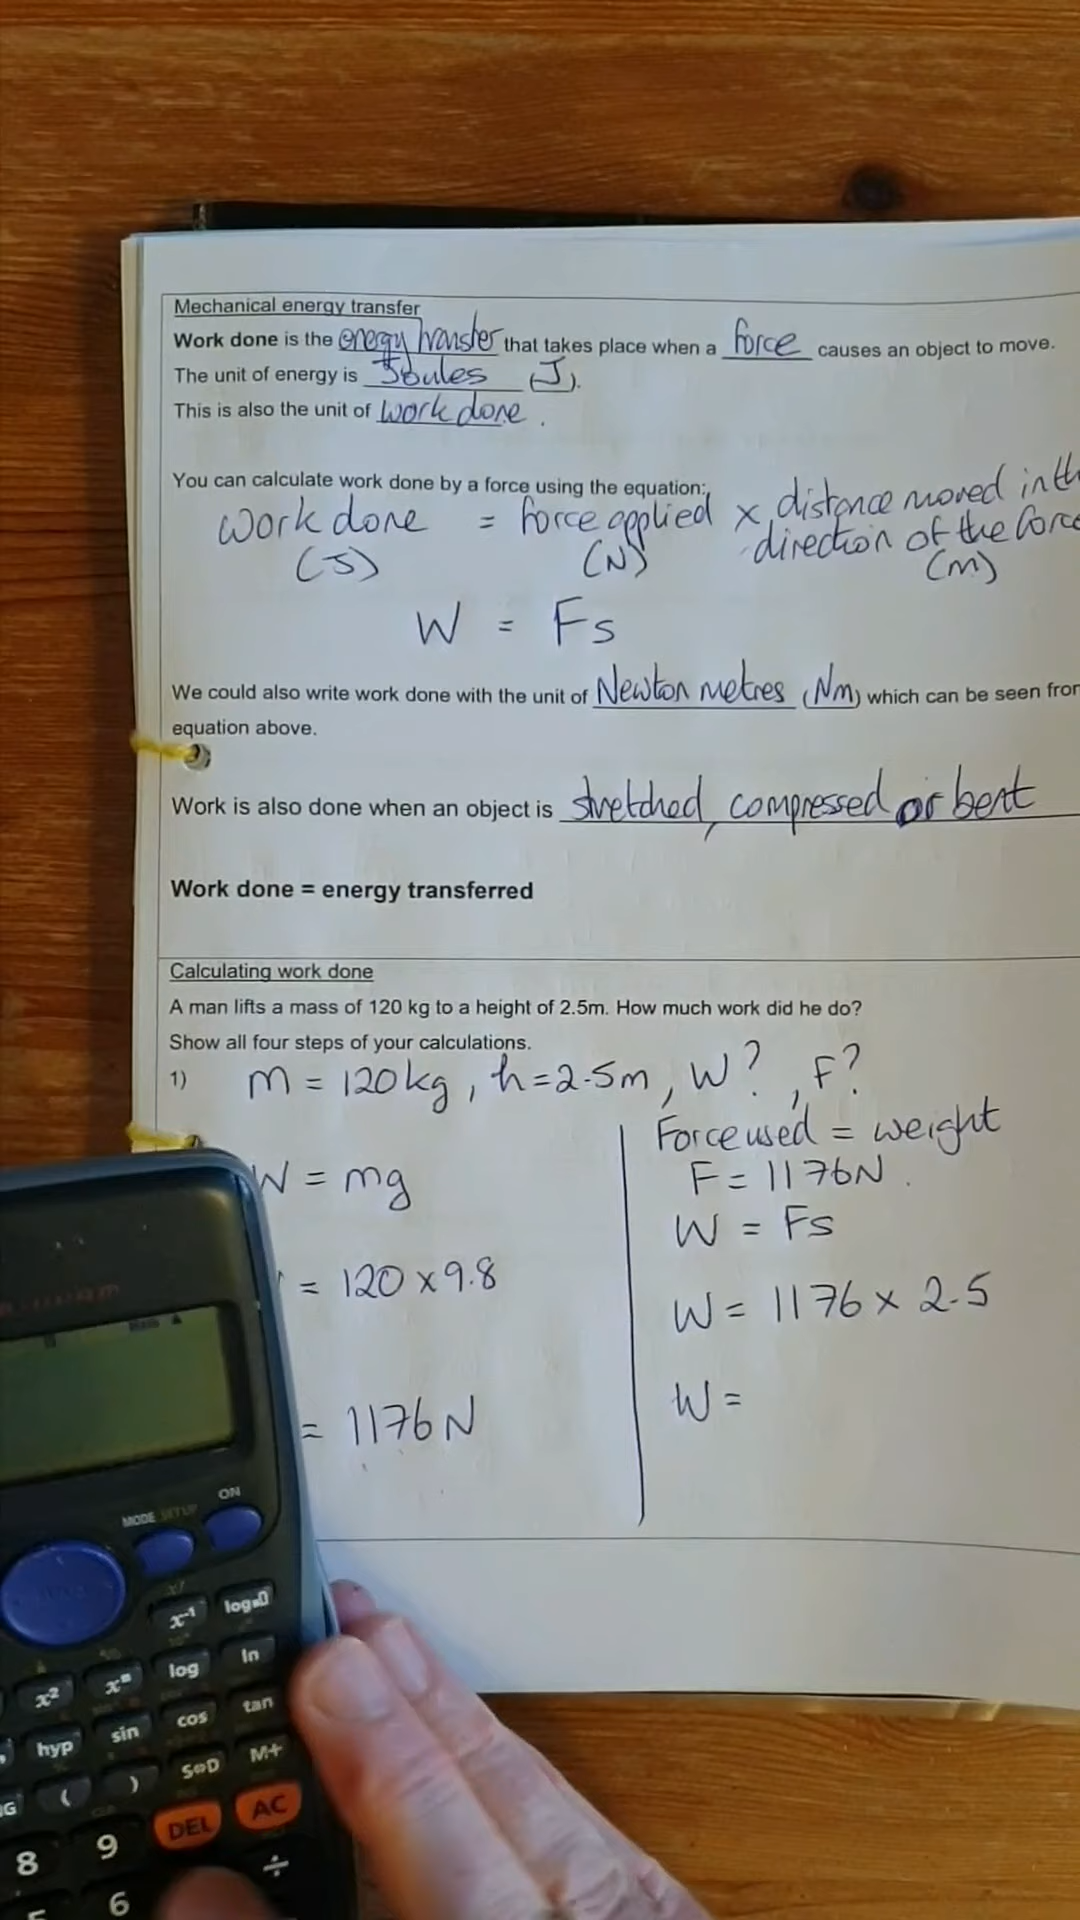 Mechanical energy transfer
Work done is the energy transfer that takes place when a force causes an object to move.
The unit of energy is Joules (J).
This is also the unit of work done.
You can calculate work done by a force using the equation:
work done = force applied × distance moved in
direction of the force
(J) (N) (m)
W = Fs
We could also write work done with the unit of Newton metres (Nm) which can be seen from
equation above.
Work is also done when an object is stretched, compressed or bent
Work done = energy transferred
Calculating work done
A man lifts a mass of 120 kg to a height of 2.5m. How much work did he do?
Show all four steps of your calculations.
1) m = 120kg, h = 2.5m, W?, F?
W = mg
= 120 × 9.8
= 1176 N
Force used = weight
F = 1176N.
W = Fs
W = 1176 × 2.5
W =
MODE SETUP ON
x⁻¹ log
x² log ln
hyp sin cos tan
( ) S⇔D M+
8 9 DEL AC
6 ÷